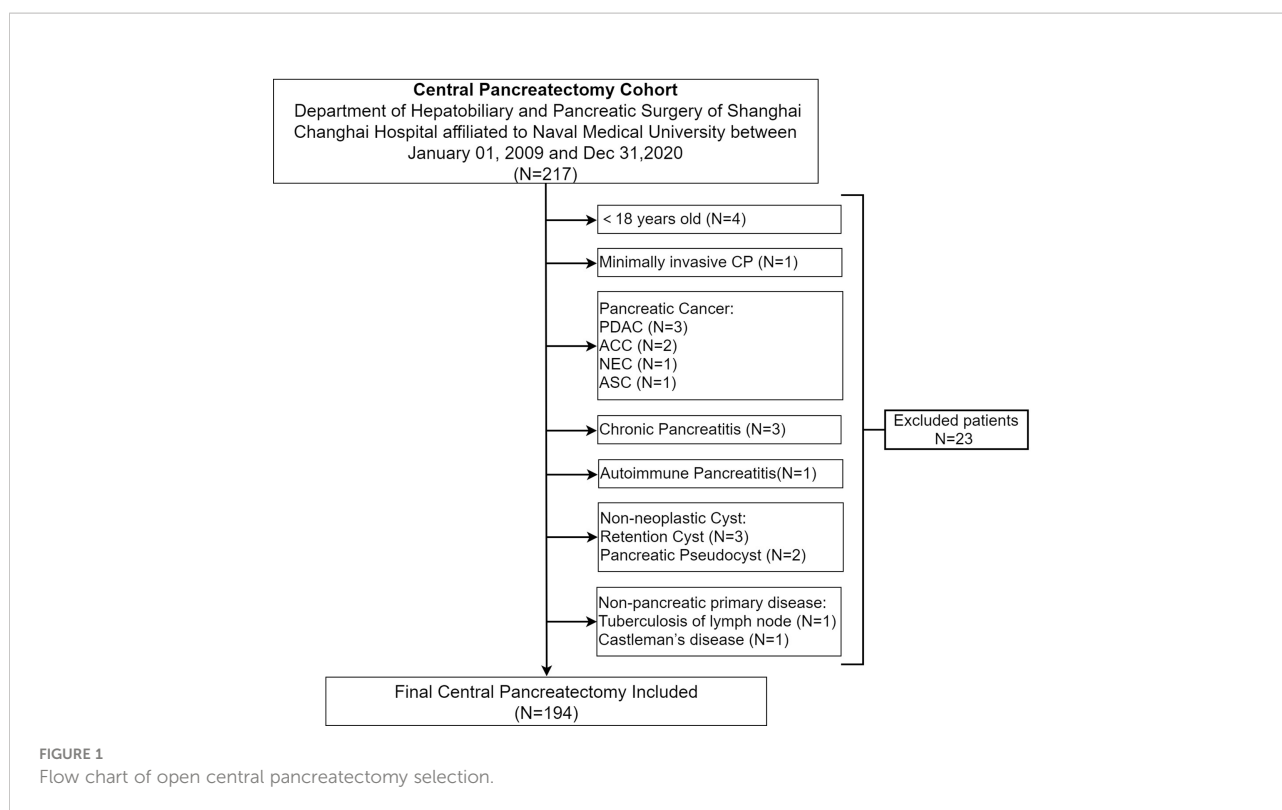 Central Pancreatectomy Cohort
Department of Hepatobiliary and Pancreatic Surgery of Shanghai
Changhai Hospital affiliated to Naval Medical University between
January 01, 2009 and Dec 31,2020
(N=217)
< 18 years old (N=4)
Minimally invasive CP (N=1)
Pancreatic Cancer:
PDAC (N=3)
ACC (N=2)
NEC (N=1)
ASC (N=1)
Chronic Pancreatitis (N=3)
Autoimmune Pancreatitis(N=1)
Non-neoplastic Cyst:
Retention Cyst (N=3)
Pancreatic Pseudocyst (N=2)
Non-pancreatic primary disease:
Tuberculosis of lymph node (N=1)
Castleman's disease (N=1)
Excluded patients
N=23
Final Central Pancreatectomy Included
(N=194)
FIGURE 1
Flow chart of open central pancreatectomy selection.